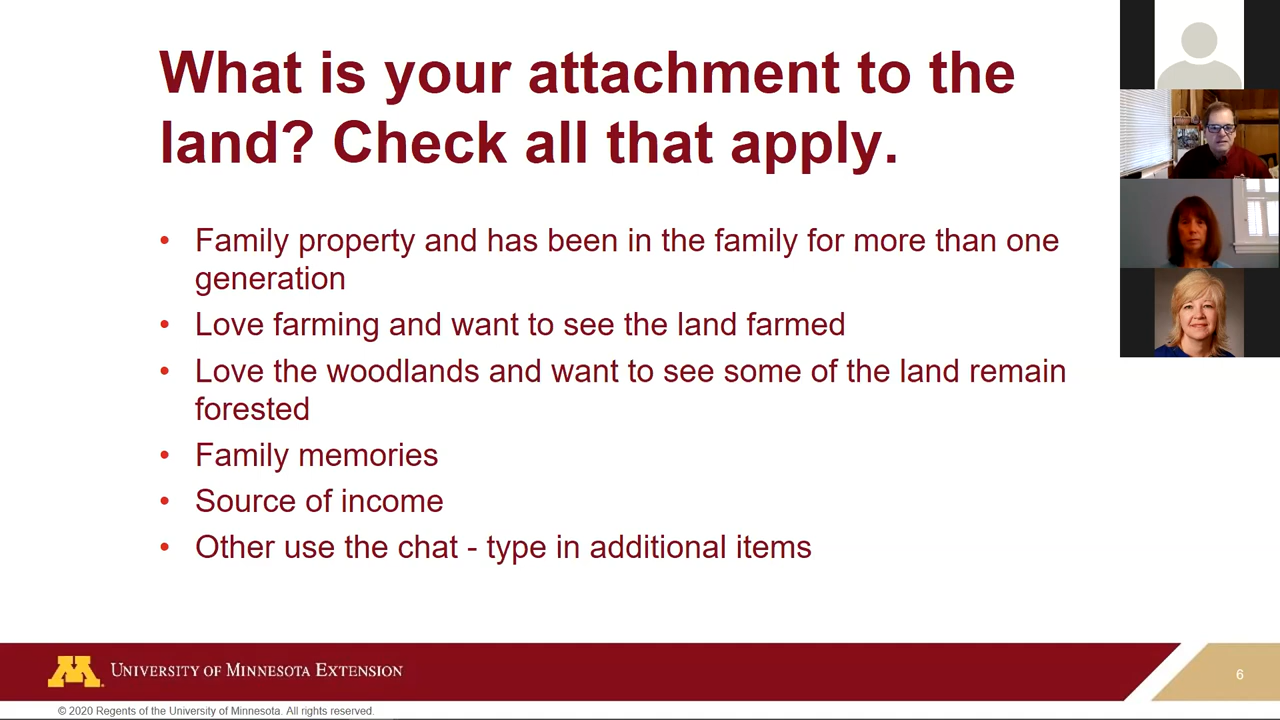 What is your attachment to the
land? Check all that apply.
• Family property and has been in the family for more than one
generation
• Love farming and want to see the land farmed
• Love the woodlands and want to see some of the land remain
forested
• Family memories
• Source of income
• Other use the chat - type in additional items
M
UNIVERSITY OF MINNESOTA EXTENSION
6
© 2020 Regents of the University of Minnesota. All rights reserved.